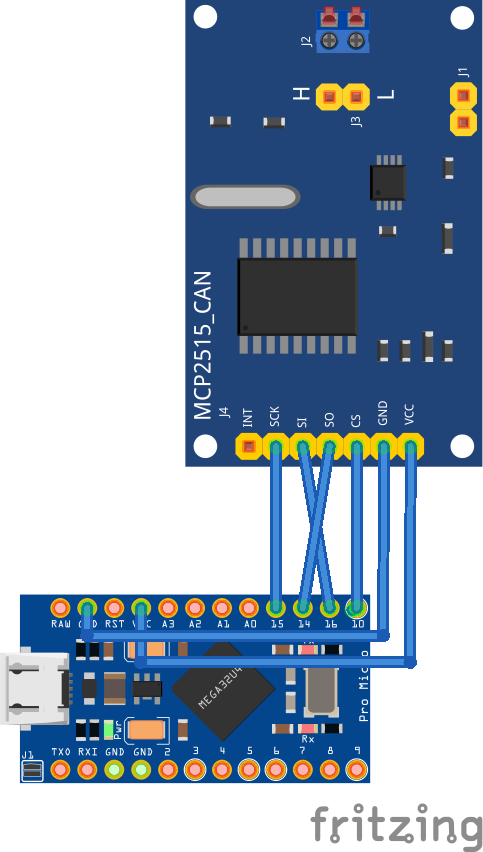 J2
J1
H
L
J3
MCP2515_CAN
J4
INT
SCK
SI
SO
CS
GND
VCC
RAW
RST
A3
A2
A1
A0
15
14
16
10
MEGA32U4
Pro Micro
Pwr
Rx
J1
TXO RXI GND GND 2 3 4 5 6 7 8 9
fritzing